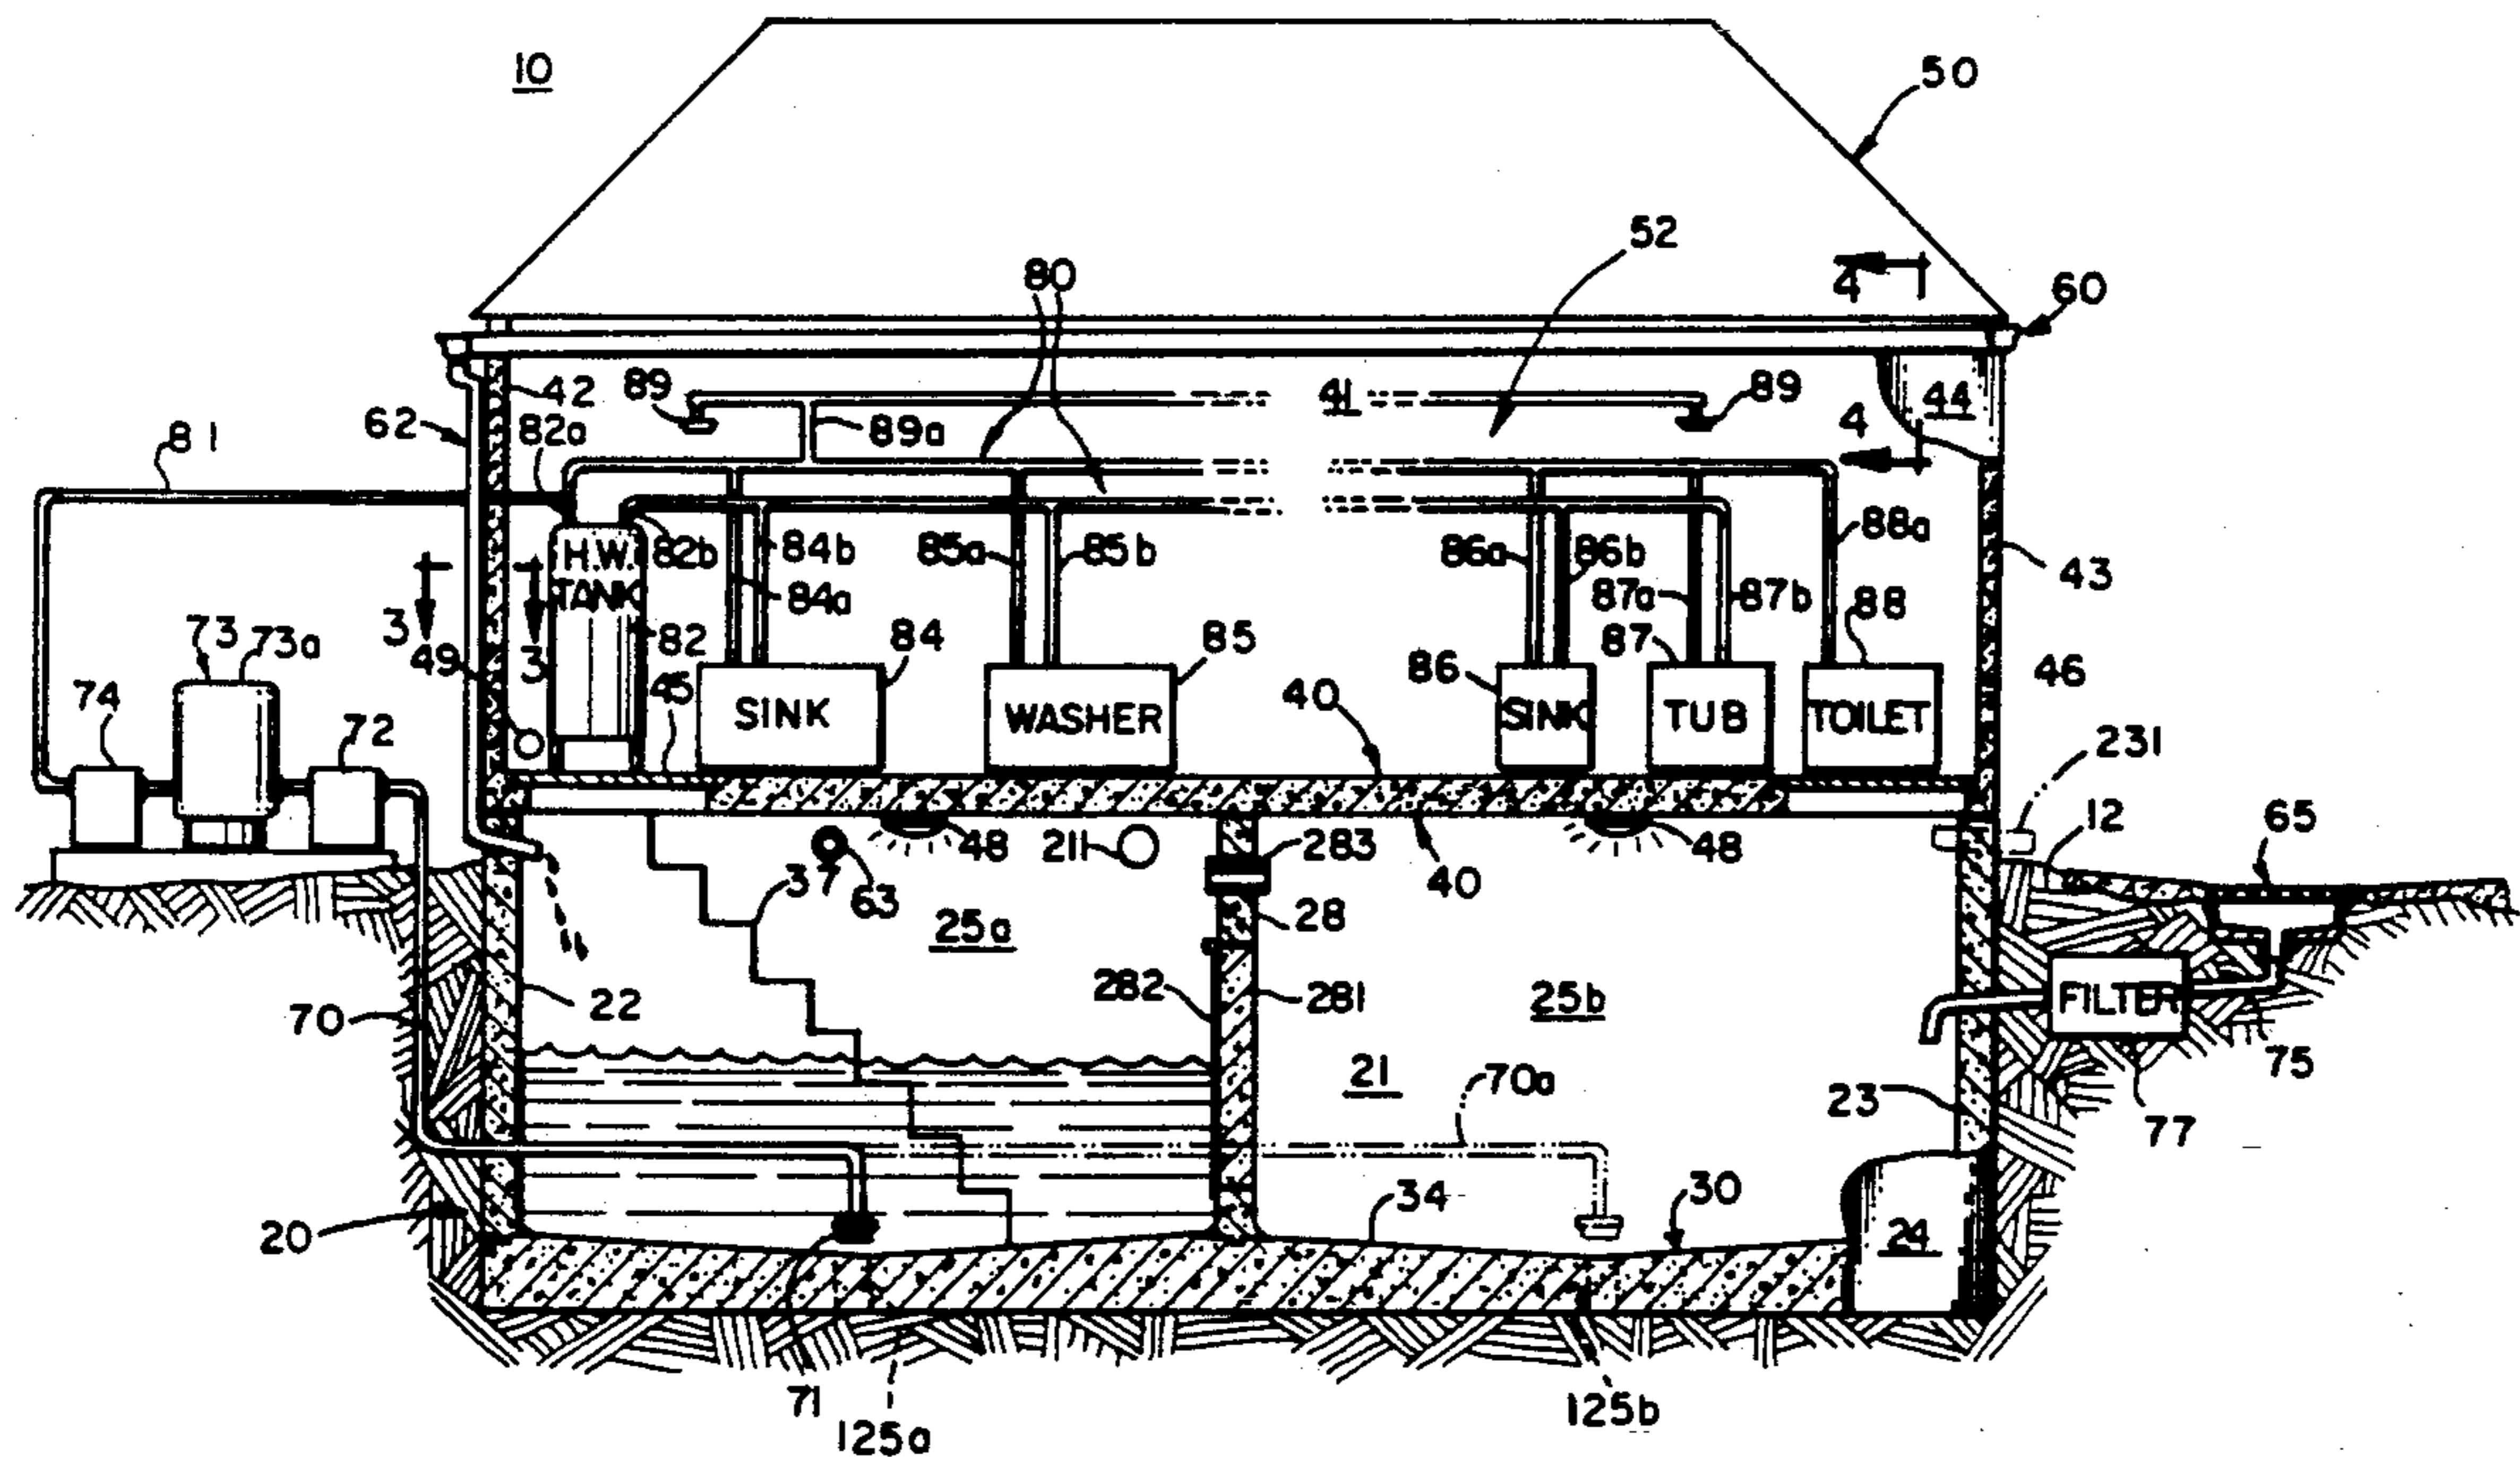 10
50
52
4
60
80
42
89
41
89
44
62
82a
89a
4
81
H.W.
TANK
82b
84b
84a
85a
85b
86a
86b
87a
87b
88a
43
3
3
73
73a
49
82
84
85
86
87
88
46
74
72
45
SINK
WASHER
40
SINK
TUB
TOILET
231
12
65
37
63
48
211
283
40
48
25a
28
70
22
282
281
25b
FILTER
75
21
70a
23
77
20
34
30
24
71
125a
125b